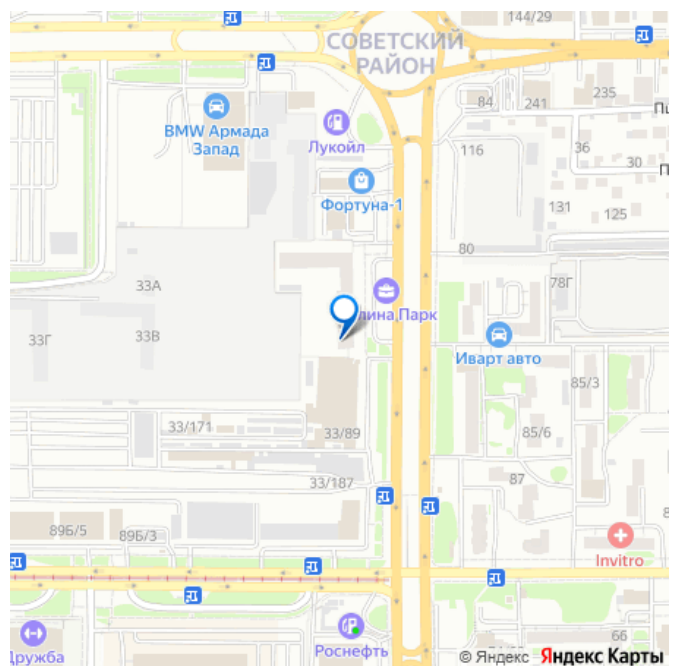 144/29
СОВЕТСКИЙ
РАЙОН
235
84
241
BMW Армада
Запад
Лукойл
116
36
30
Фортуна-1
131
125
80
33А
78Г
лина Парк
33Г
33В
Иварт авто
85/3
33/171
33/89
85/6
33/187
87
89Б/5
89Б/3
Invitro
Дружба
Роснефть
66
© Яндекс Яндекс Карты